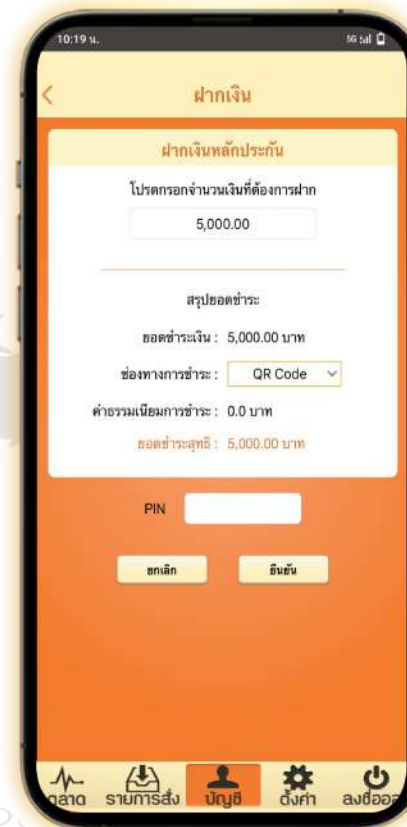 10:19 น. 5G
ฝากเงิน
ฝากเงินหลักประกัน
โปรดกรอกจำนวนเงินที่ต้องการฝาก
5,000.00
สรุปยอดชำระ
ยอดชำระเงิน : 5,000.00 บาท
ช่องทางการชำระ : QR Code
ค่าธรรมเนียมการชำระ : 0.0 บาท
ยอดชำระสุทธิ : 5,000.00 บาท
PIN
ยกเลิก ยืนยัน
ตลาด รายการสั่ง บัญชี ตั้งค่า ลงชื่อออ